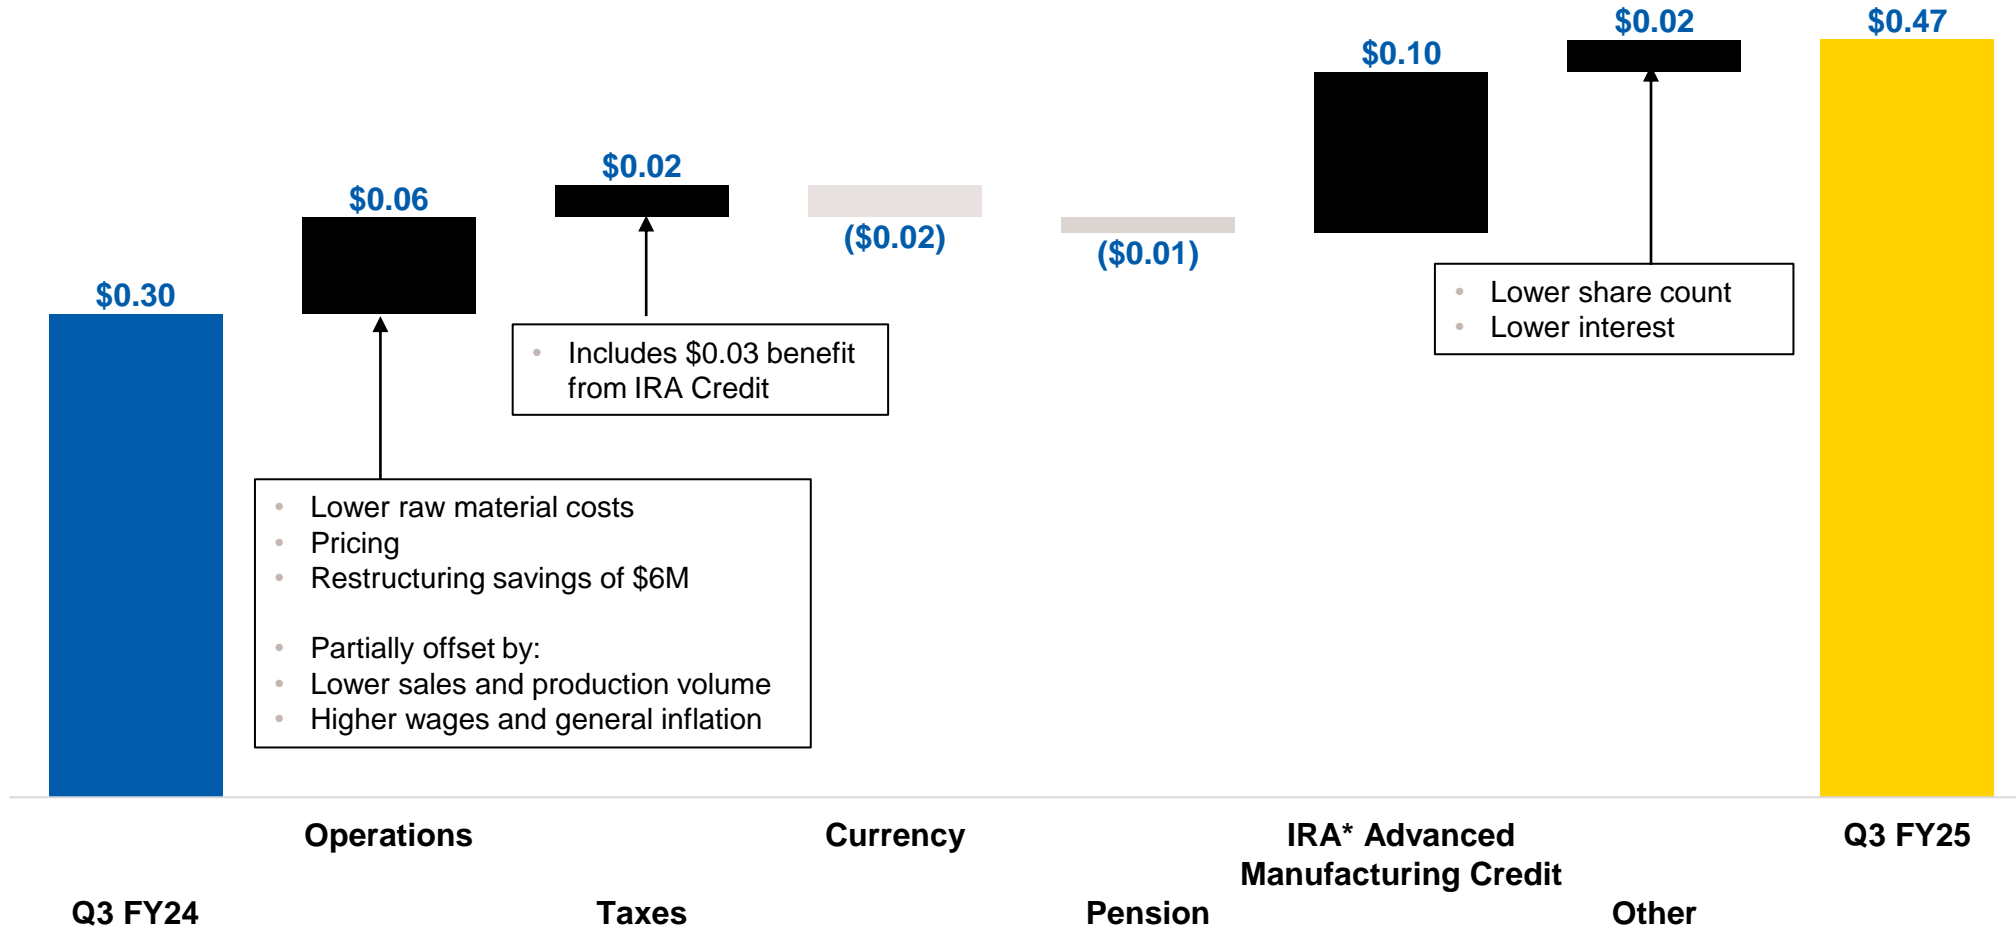 $0.30
$0.06
$0.02
($0.02)
($0.01)
$0.10
$0.02
$0.47
• Lower share count
• Lower interest
• Includes $0.03 benefit
from IRA Credit
• Lower raw material costs
• Pricing
• Restructuring savings of $6M
• Partially offset by:
• Lower sales and production volume
• Higher wages and general inflation
Q3 FY24
Operations
Taxes
Currency
Pension
IRA* Advanced
Manufacturing Credit
Other
Q3 FY25